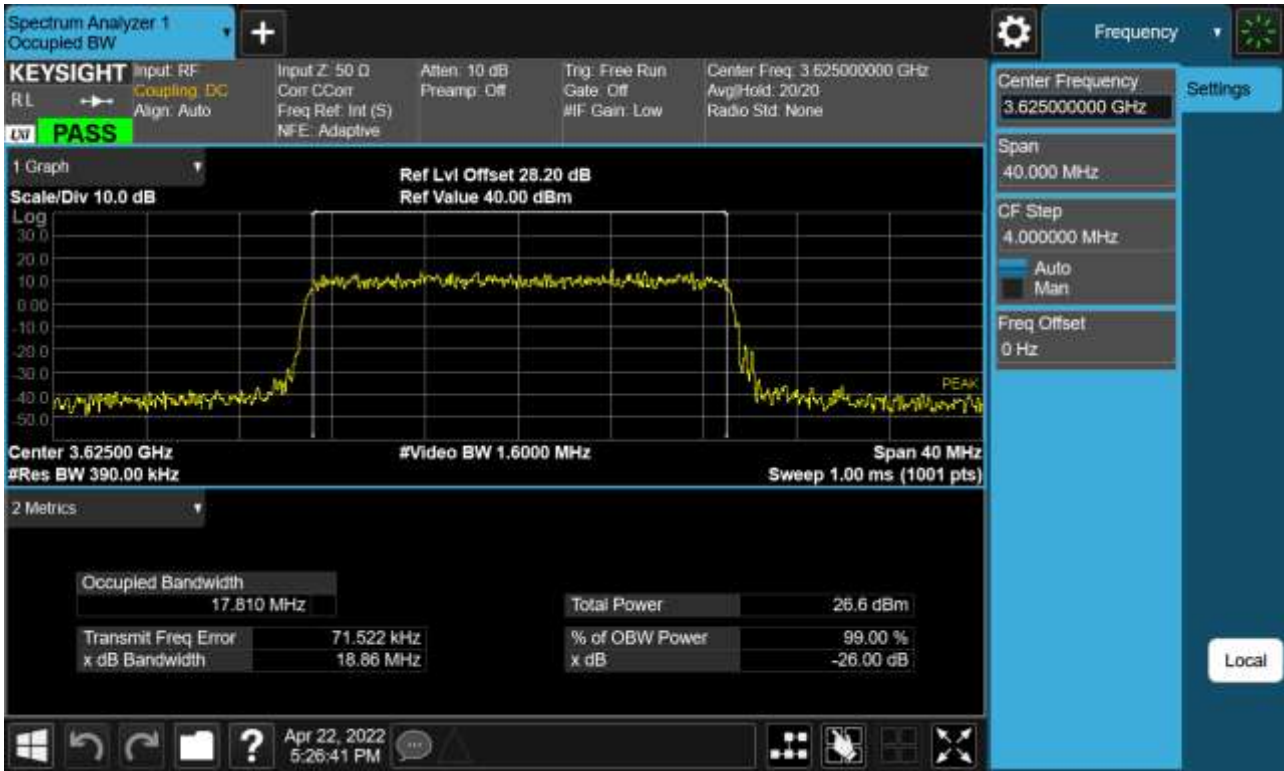 Spectrum Analyzer 1
Occupied BW
+
Frequency
KEYSIGHT
RL
LXI
PASS
Input: RF
Coupling: DC
Align: Auto
Input Z: 50 Ω
Corr CCorr
Freq Ref: Int (S)
NFE: Adaptive
Atten: 10 dB
Preamp: Off
Trig: Free Run
Gate: Off
#IF Gain: Low
Center Freq: 3.625000000 GHz
Avg|Hold: 20/20
Radio Std: None
1 Graph
Scale/Div 10.0 dB
Ref Lvl Offset 28.20 dB
Ref Value 40.00 dBm
Log
30.0
20.0
10.0
0.00
-10.0
-20.0
-30.0
-40.0
-50.0
PEAK
Center 3.62500 GHz
#Video BW 1.6000 MHz
Span 40 MHz
#Res BW 390.00 kHz
Sweep 1.00 ms (1001 pts)
2 Metrics
Occupied Bandwidth
17.810 MHz
Total Power 26.6 dBm
Transmit Freq Error 71.522 kHz
% of OBW Power 99.00 %
x dB Bandwidth 18.86 MHz
x dB -26.00 dB
Center Frequency
3.625000000 GHz
Settings
Span
40.000 MHz
CF Step
4.000000 MHz
Auto
Man
Freq Offset
0 Hz
Local
?
Apr 22, 2022
5:26:41 PM